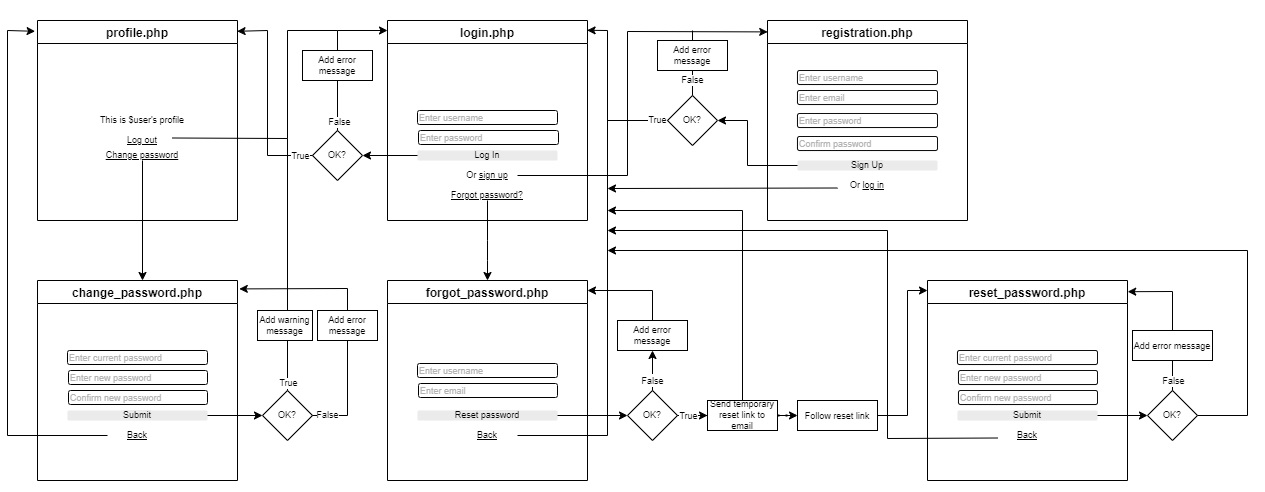 profile.php
This is $user's profile
Log out
Change password
Add error
message
False
True
OK?
login.php
Enter username
Enter password
Log In
Or sign up
Forgot password?
Add error
message
False
True
OK?
registration.php
Enter username
Enter email
Enter password
Confirm password
Sign Up
Or log in
change_password.php
Enter current password
Enter new password
Confirm new password
Submit
Back
Add warning
message
True
OK?
Add error
message
False
forgot_password.php
Enter username
Enter email
Reset password
Back
Add error
message
False
OK?
True
Send temporary
reset link to
email
Follow reset link
reset_password.php
Enter current password
Enter new password
Confirm new password
Submit
Back
Add error message
False
OK?